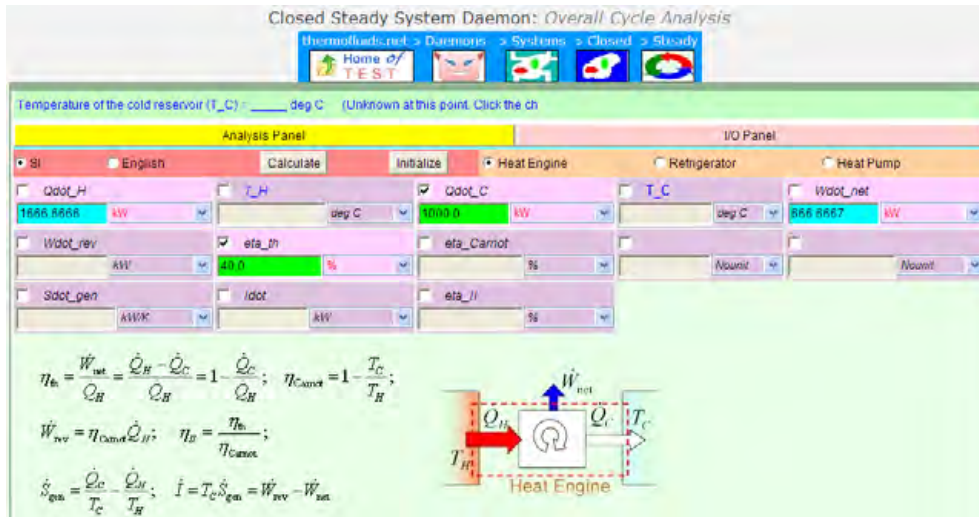 Closed Steady System Daemon: Overall Cycle Analysis
thermofluids.net > Daemons > Systems > Closed > Steady
Home of
TEST
Temperature of the cold reservoir (T_C) = _____ deg C (Unknown at this point. Click the ch
Analysis Panel I/O Panel
SI English Calculate Initialize Heat Engine Refrigerator Heat Pump
Qdot_H T_H Qdot_C T_C Wdot_net
1666.6666 kW deg C 1000.0 kW deg C 666.6667 kW
Wdot_rev eta_th eta_Carnot
kW 40.0 % % Nounit Nounit
Sdot_gen Idot eta_II
kW/K kW %
η_th = Ẇ_net / Q̇_H = (Q̇_H − Q̇_C) / Q̇_H = 1 − Q̇_C / Q̇_H ; η_Carnot = 1 − T_C / T_H ;
Ẇ_rev = η_Carnot Q̇_H ; η_II = η_th / η_Carnot ;
Ṡ_gen = Q̇_C / T_C − Q̇_H / T_H ; İ = T_C Ṡ_gen = Ẇ_rev − Ẇ_net
Ẇ_net
Q̇_H Q̇_C T_C
T_H
Heat Engine